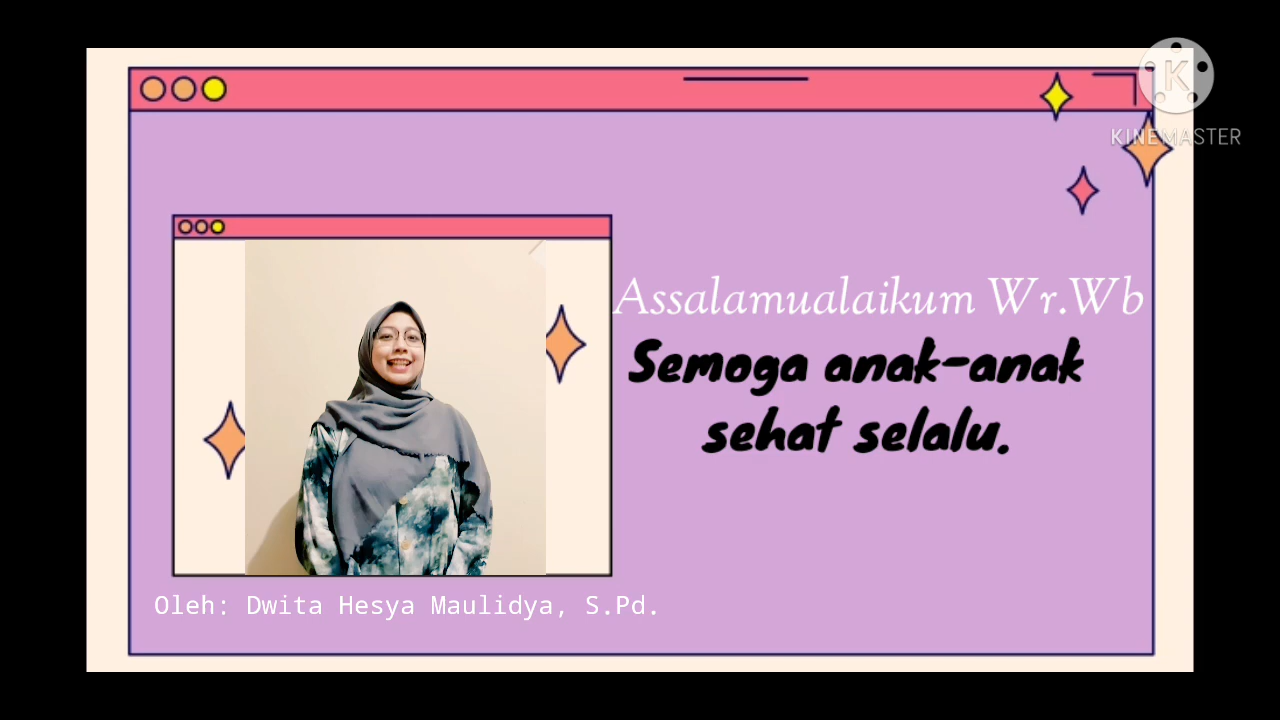 KINEMASTER
Assalamualaikum Wr.Wb
Semoga anak-anak
sehat selalu.
Oleh: Dwita Hesya Maulidya, S.Pd.